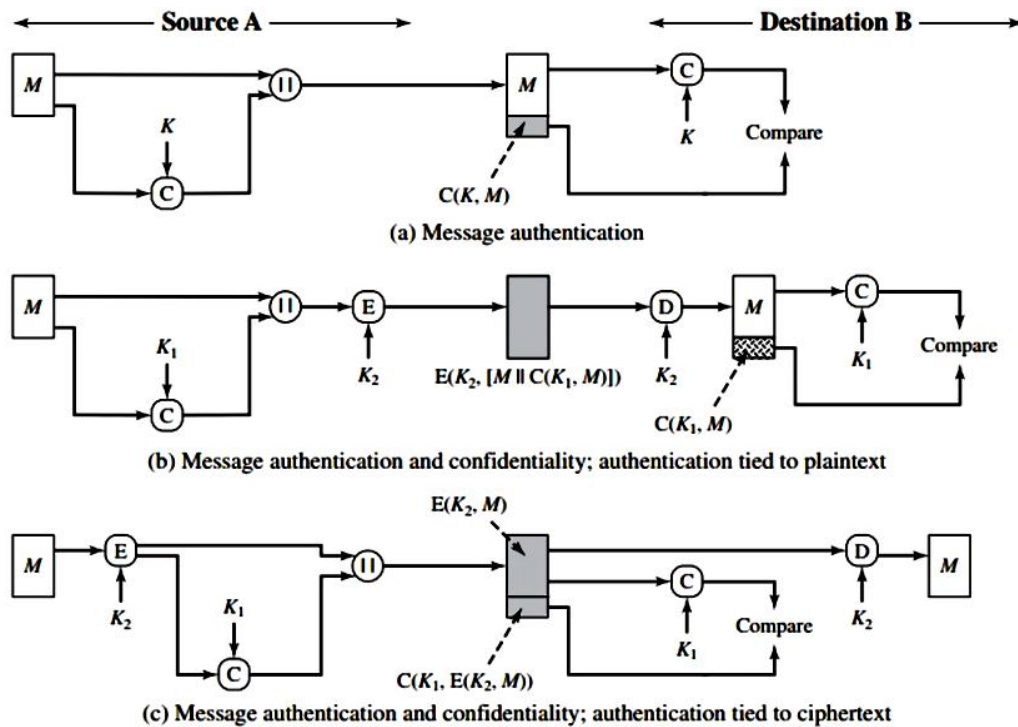 Source A Destination B
M || M C
K K Compare
C
C(K, M)
(a) Message authentication
M || E D M C
K1 K2 E(K2, [M || C(K1, M)]) K2 K1 Compare
C
C(K1, M)
(b) Message authentication and confidentiality; authentication tied to plaintext
E(K2, M)
M E || D M
C
K2 K1 K1 Compare K2
C
C(K1, E(K2, M))
(c) Message authentication and confidentiality; authentication tied to ciphertext